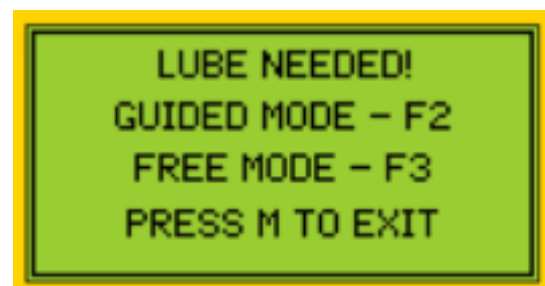 LUBE NEEDED!
GUIDED MODE - F2
FREE MODE - F3
PRESS M TO EXIT